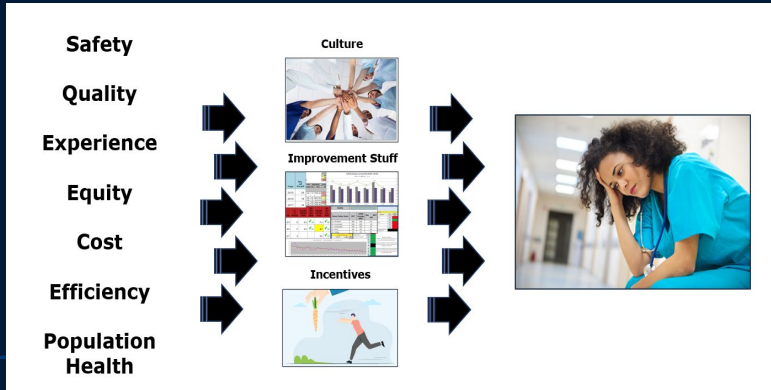 Safety
Quality
Experience
Equity
Cost
Efficiency
Population
Health
Culture
Improvement Stuff
Incentives